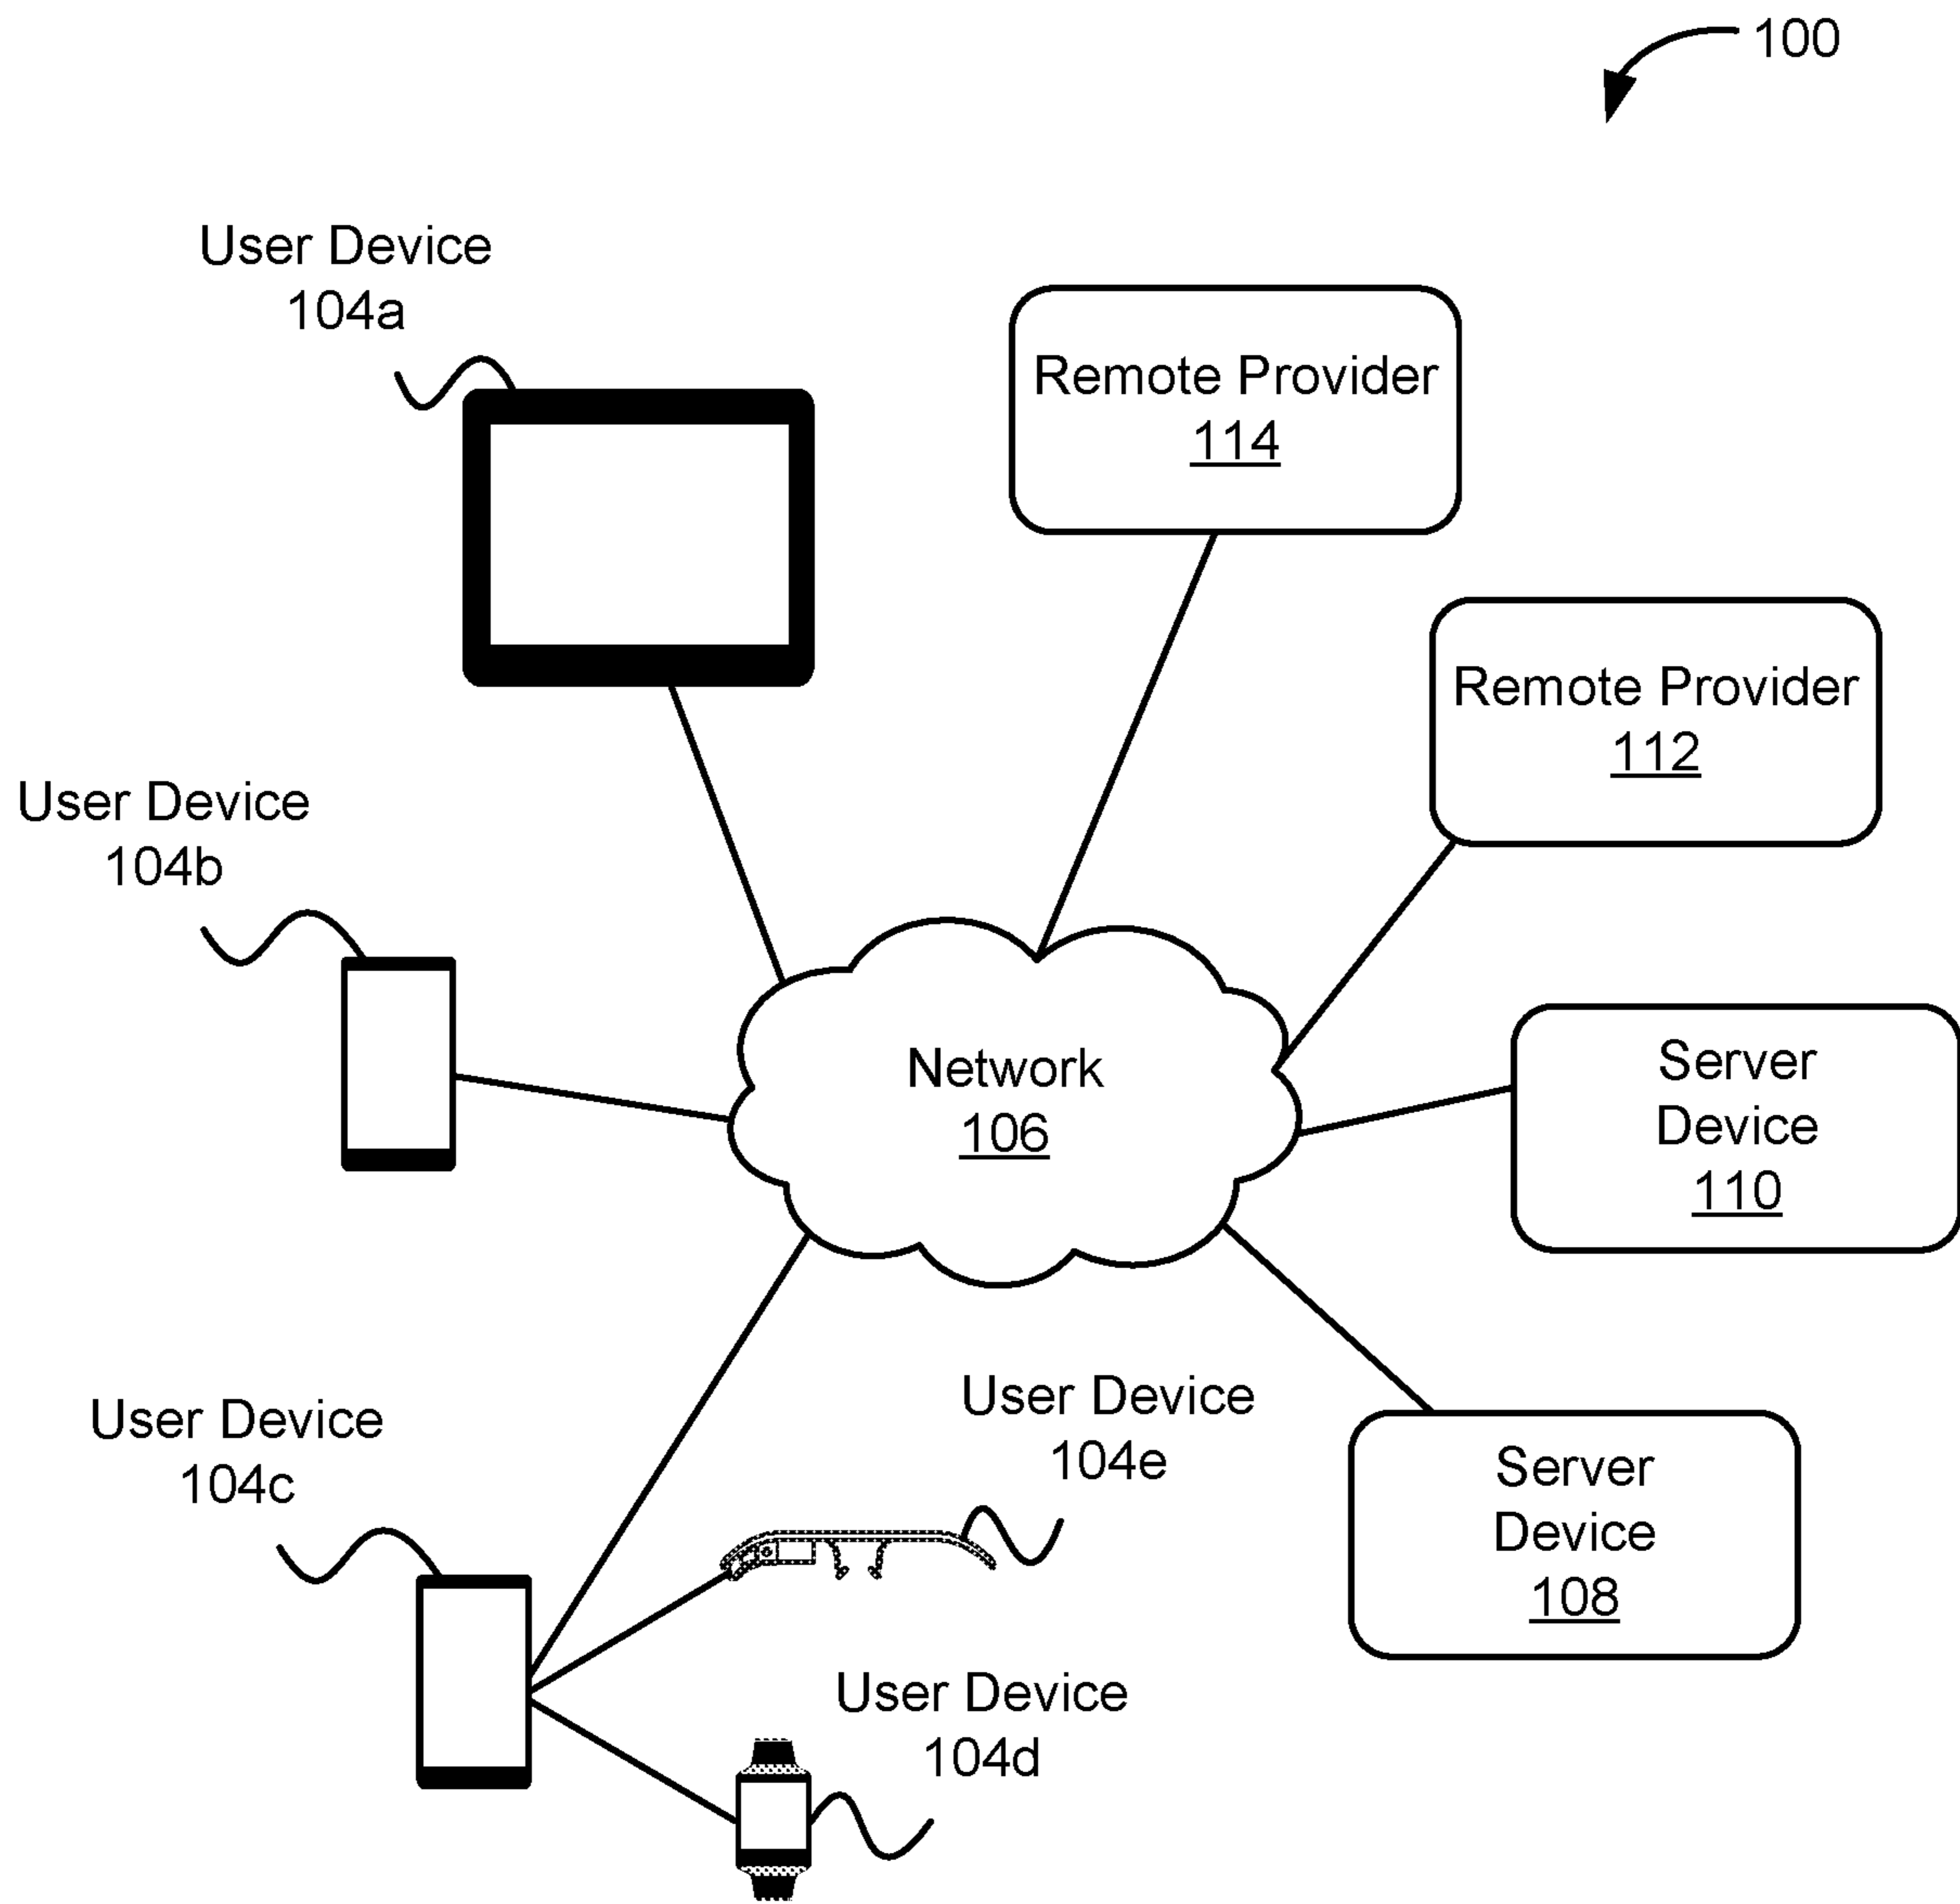 100
User Device
104a
Remote Provider
114
Remote Provider
112
User Device
104b
Network
106
Server
Device
110
User Device
104c
User Device
104e
Server
Device
108
User Device
104d